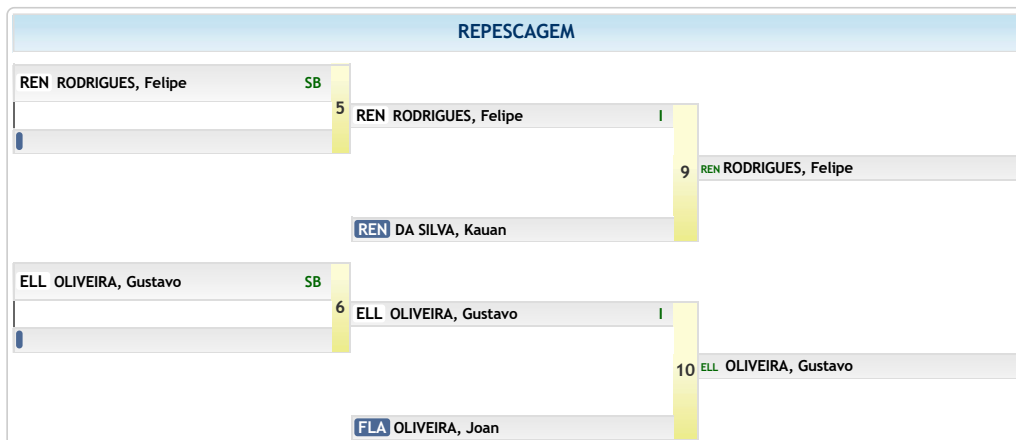 REPESCAGEM
REN RODRIGUES, Felipe SB
5
REN RODRIGUES, Felipe I
9
REN RODRIGUES, Felipe
REN DA SILVA, Kauan
ELL OLIVEIRA, Gustavo SB
6
ELL OLIVEIRA, Gustavo I
10
ELL OLIVEIRA, Gustavo
FLA OLIVEIRA, Joan